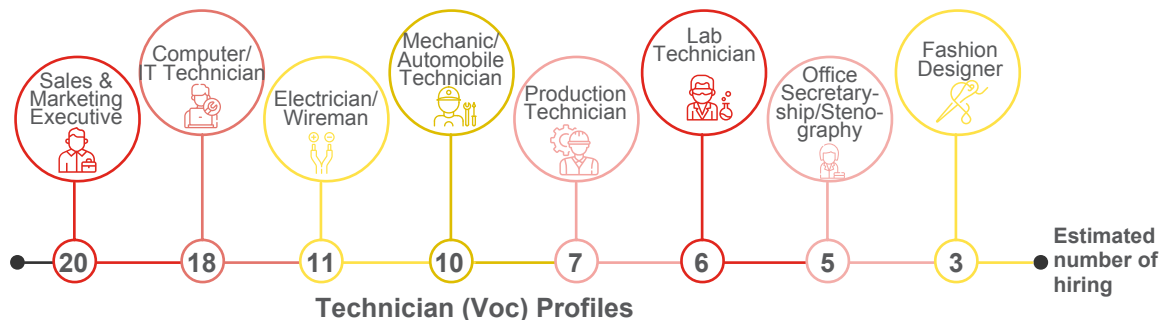 Sales &
Marketing
Executive
Computer/
IT Technician
Electrician/
Wireman
Mechanic/
Automobile
Technician
Production
Technician
Lab
Technician
Office
Secretary-
ship/Steno-
graphy
Fashion
Designer
20
18
11
10
7
6
5
3
Estimated
number of
hiring
Technician (Voc) Profiles